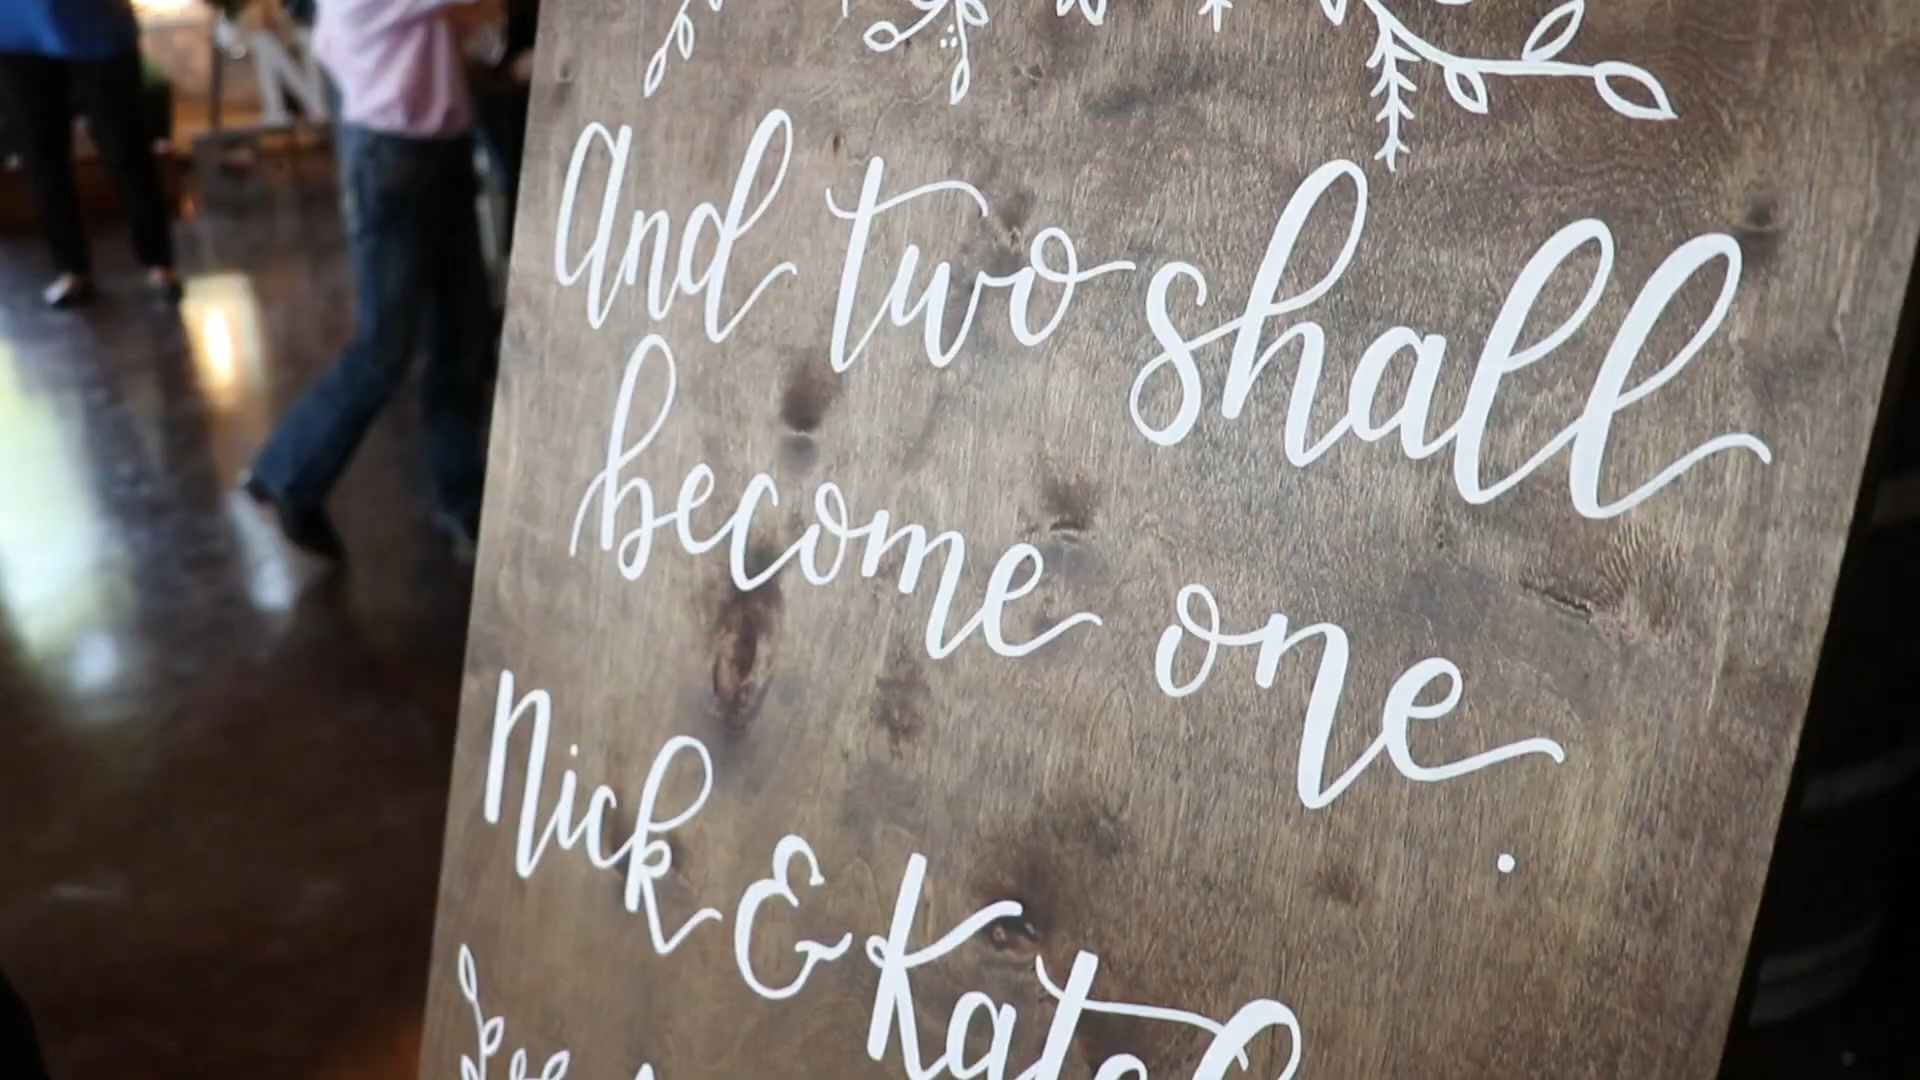 And two shall
become one.
Nick & Kate